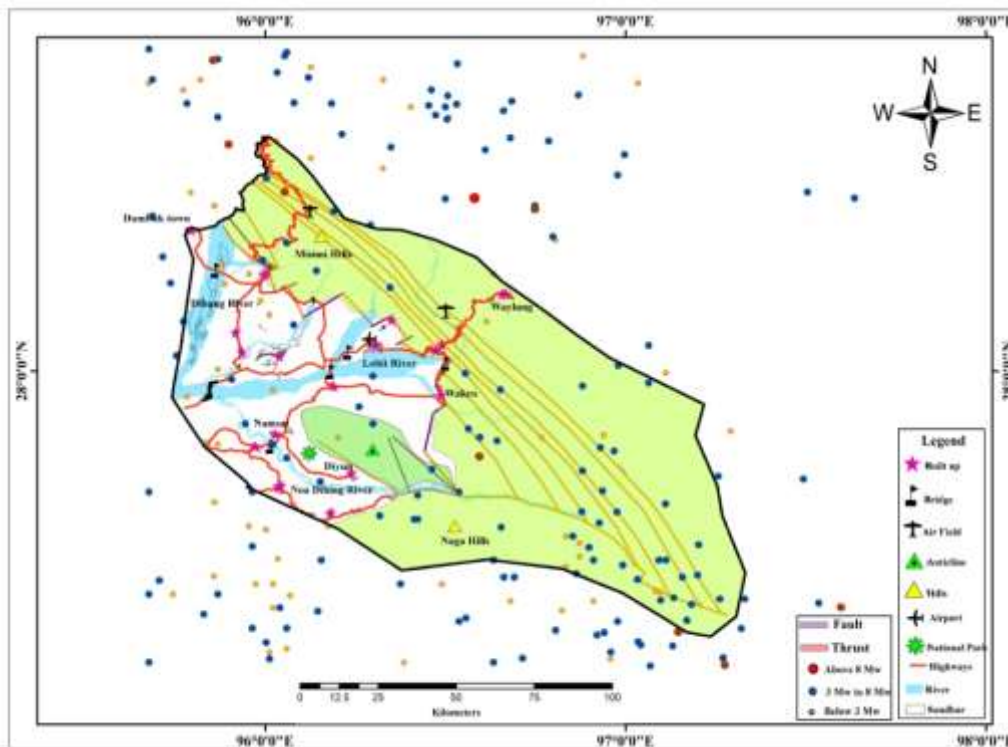 96°0'0"E 97°0'0"E 98°0'0"E
N
W E
S
Mismi Hills
Dibang River
Walong
28°0'0"N
Lohit River
Wakro
Namsai
Diyun
Noa Dihing River
Naga Hills
Legend
Built up
Bridge
Air Field
Anticline
Hills
Airport
National Park
Highways
River
Sandbar
Fault
Thrust
Above 8 Mw
3 Mw to 8 Mw
Below 3 Mw
0 12.5 25 50 75 100
Kilometers
96°0'0"E 97°0'0"E 98°0'0"E